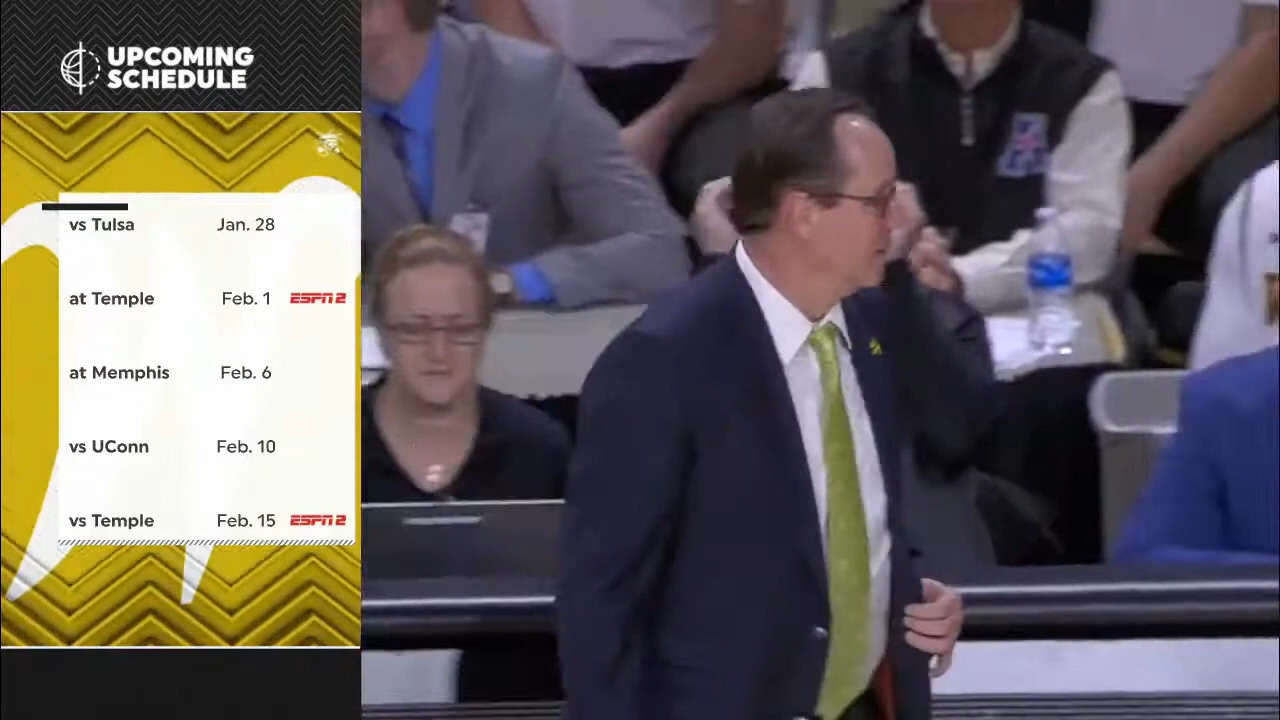 UPCOMING
SCHEDULE
vs Tulsa Jan. 28
at Temple Feb. 1 ESPN2
at Memphis Feb. 6
vs UConn Feb. 10
vs Temple Feb. 15 ESPN2